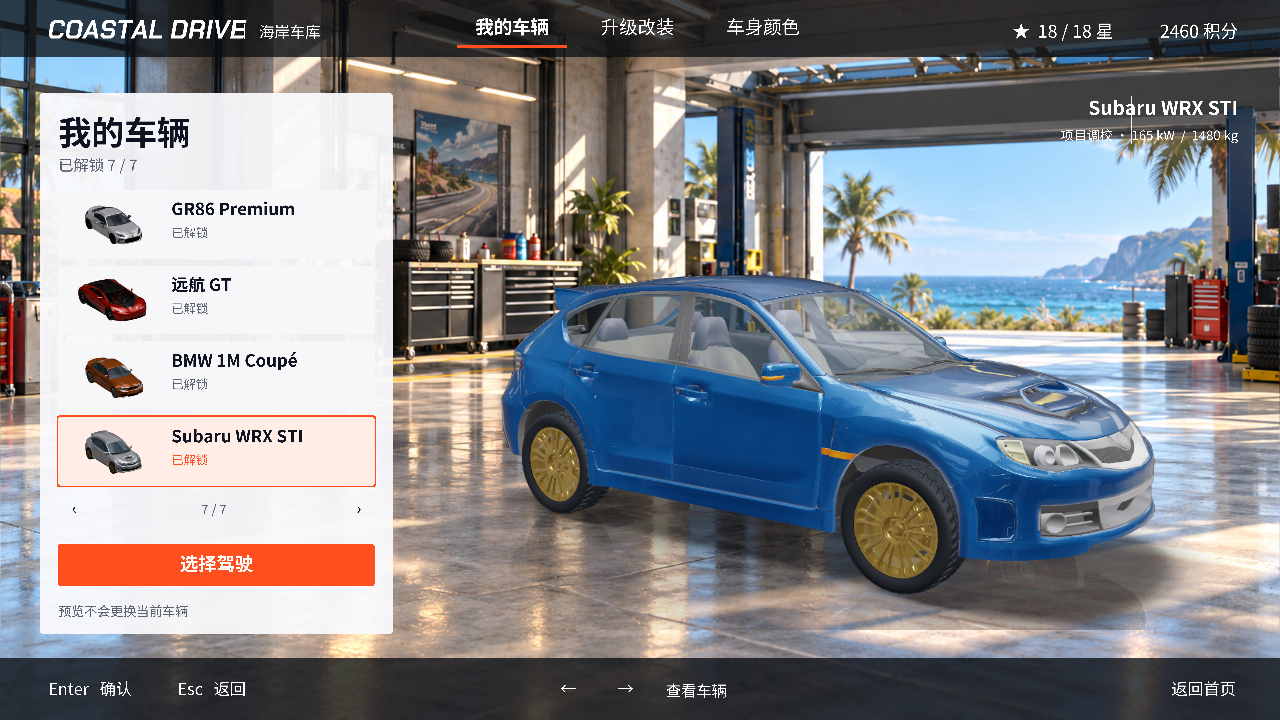 COASTAL DRIVE 海岸车库
我的车辆
升级改装
车身颜色
★ 18 / 18 星
2460 积分
Subaru WRX STI
项目调校 · 165 kW / 1480 kg
我的车辆
已解锁 7 / 7
GR86 Premium
已解锁
远航 GT
已解锁
BMW 1M Coupé
已解锁
Subaru WRX STI
已解锁
‹ 7 / 7 ›
选择驾驶
预览不会更换当前车辆
Enter 确认
Esc 返回
← → 查看车辆
返回首页